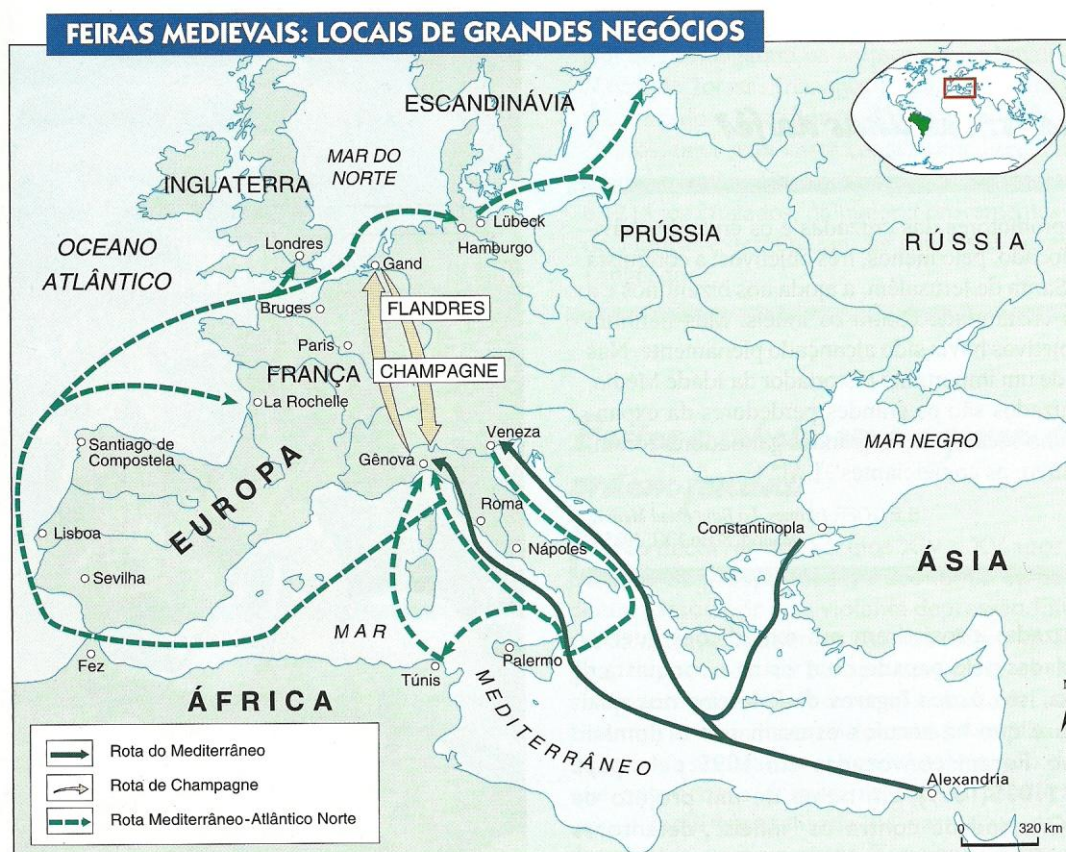 FEIRAS MEDIEVAIS: LOCAIS DE GRANDES NEGÓCIOS
ESCANDINÁVIA
MAR DO
NORTE
INGLATERRA
OCEANO
ATLÂNTICO
Londres
Lübeck
Hamburgo
PRÚSSIA
RÚSSIA
Gand
FLANDRES
Bruges
Paris
CHAMPAGNE
FRANÇA
La Rochelle
Santiago de
Compostela
EUROPA
Gênova
Veneza
MAR NEGRO
Roma
Nápoles
Constantinopla
ÁSIA
Lisboa
Sevilha
MAR
MEDITERRÂNEO
Fez
Túnis
Palermo
ÁFRICA
Alexandria
Rota do Mediterrâneo
Rota de Champagne
Rota Mediterrâneo-Atlântico Norte
0 320 km